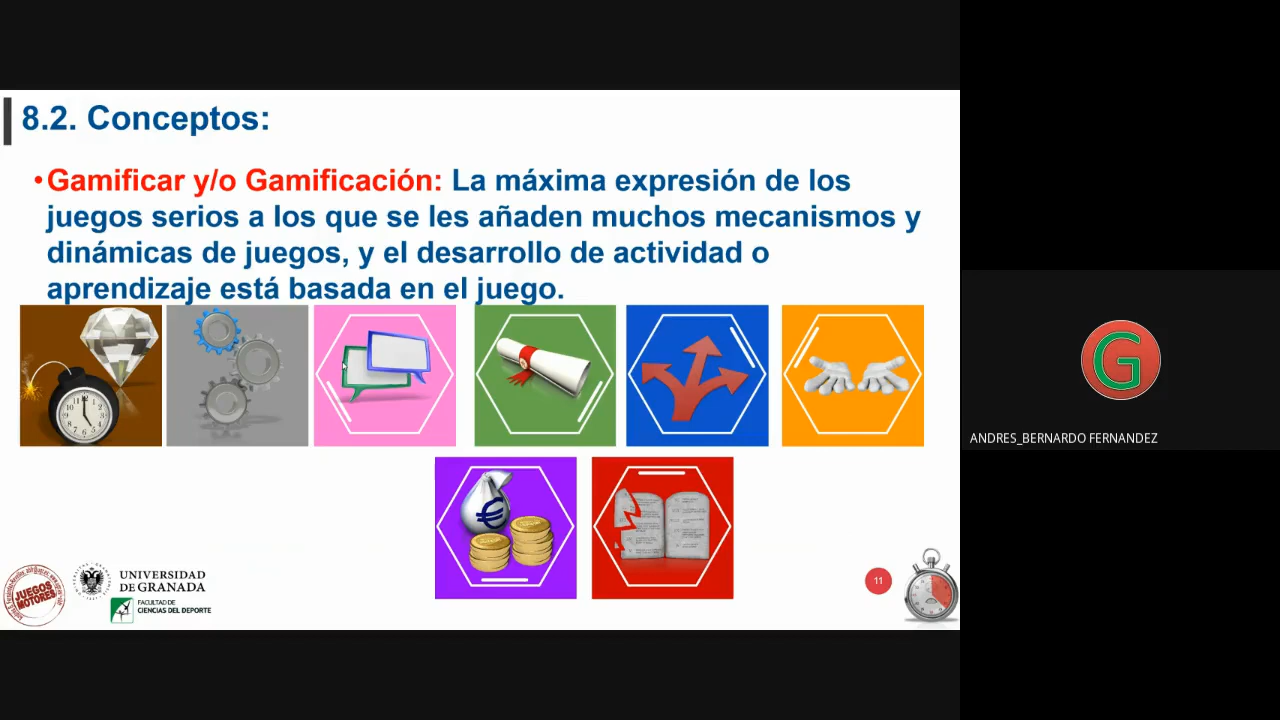 8.2. Conceptos:
•Gamificar y/o Gamificación: La máxima expresión de los
juegos serios a los que se les añaden muchos mecanismos y
dinámicas de juegos, y el desarrollo de actividad o
aprendizaje está basada en el juego.
G
ANDRES_BERNARDO FERNANDEZ
€
JUEGOS
MOTORES
UNIVERSIDAD
DE GRANADA
FACULTAD DE
CIENCIAS DEL DEPORTE
11